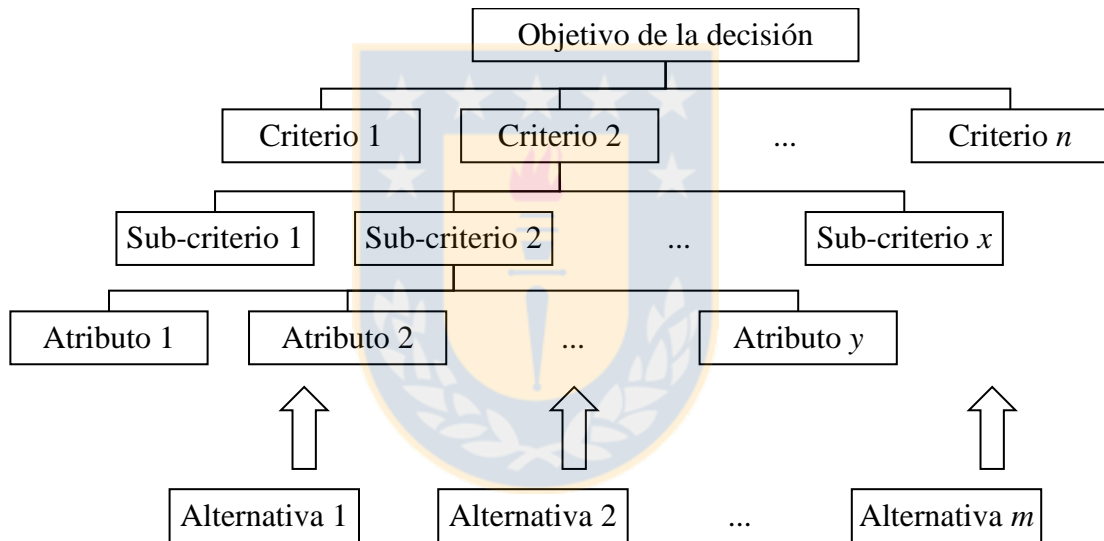 Objetivo de la decisión
Criterio 1 Criterio 2 ... Criterio n
Sub-criterio 1 Sub-criterio 2 ... Sub-criterio x
Atributo 1 Atributo 2 ... Atributo y
Alternativa 1 Alternativa 2 ... Alternativa m